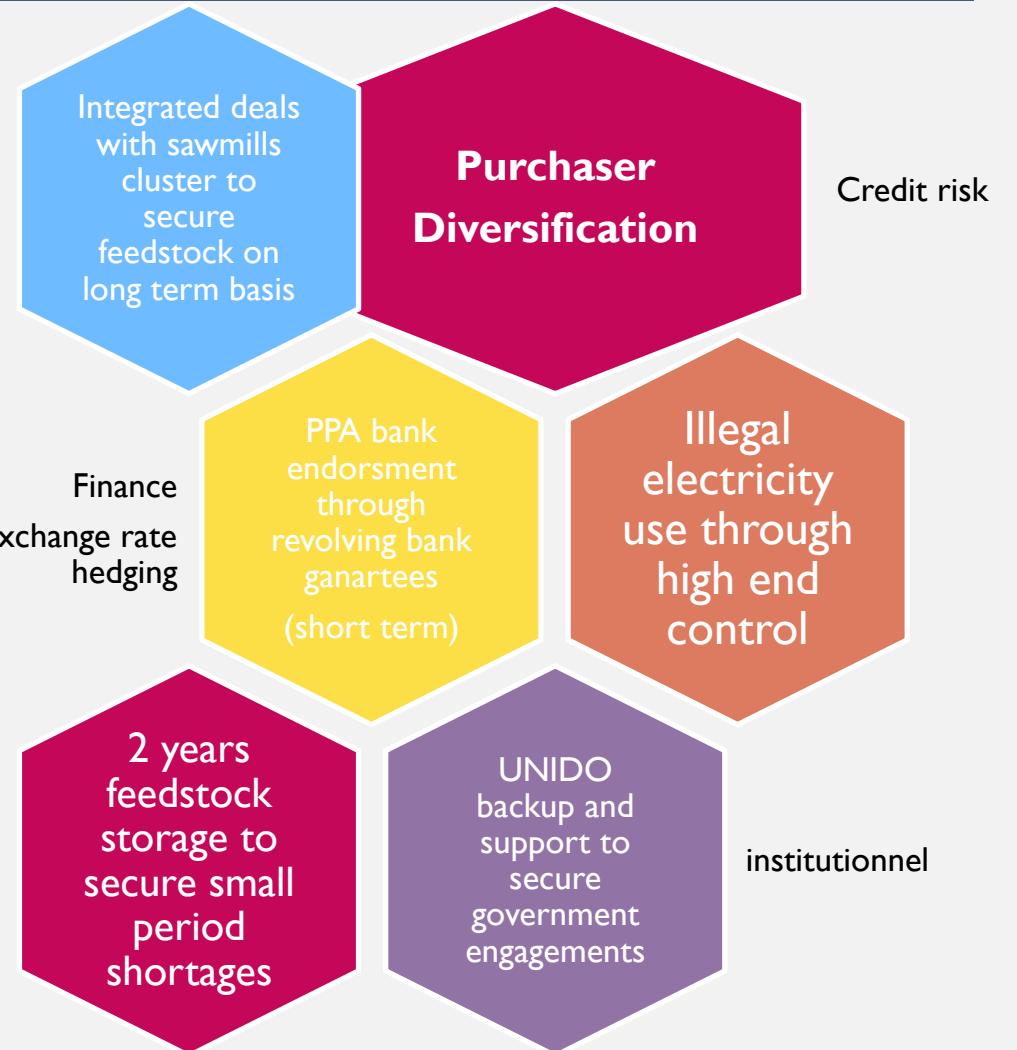 Integrated deals
with sawmills
cluster to
secure
feedstock on
long term basis
Purchaser
Diversification
Credit risk
Finance
xchange rate
hedging
PPA bank
endorsment
through
revolving bank
ganartees
(short term)
Illegal
electricity
use through
high end
control
2 years
feedstock
storage to
secure small
period
shortages
UNIDO
backup and
support to
secure
government
engagements
institutionnel